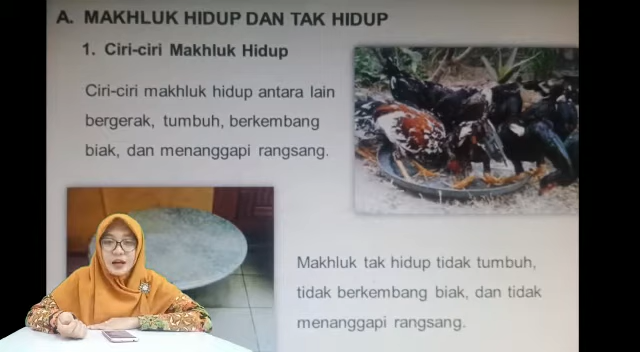 A. MAKHLUK HIDUP DAN TAK HIDUP
1. Ciri-ciri Makhluk Hidup
Ciri-ciri makhluk hidup antara lain
bergerak, tumbuh, berkembang
biak, dan menanggapi rangsang.
Makhluk tak hidup tidak tumbuh,
tidak berkembang biak, dan tidak
menanggapi rangsang.